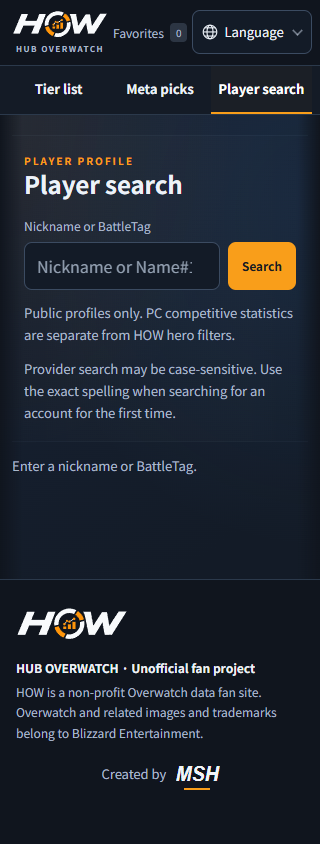 HOW
HUB OVERWATCH
Favorites 0
Language
Tier list Meta picks Player search
PLAYER PROFILE
Player search
Nickname or BattleTag
Nickname or Name#:
Search
Public profiles only. PC competitive statistics
are separate from HOW hero filters.
Provider search may be case-sensitive. Use
the exact spelling when searching for an
account for the first time.
Enter a nickname or BattleTag.
HOW
HUB OVERWATCH · Unofficial fan project
HOW is a non-profit Overwatch data fan site.
Overwatch and related images and trademarks
belong to Blizzard Entertainment.
Created by MSH